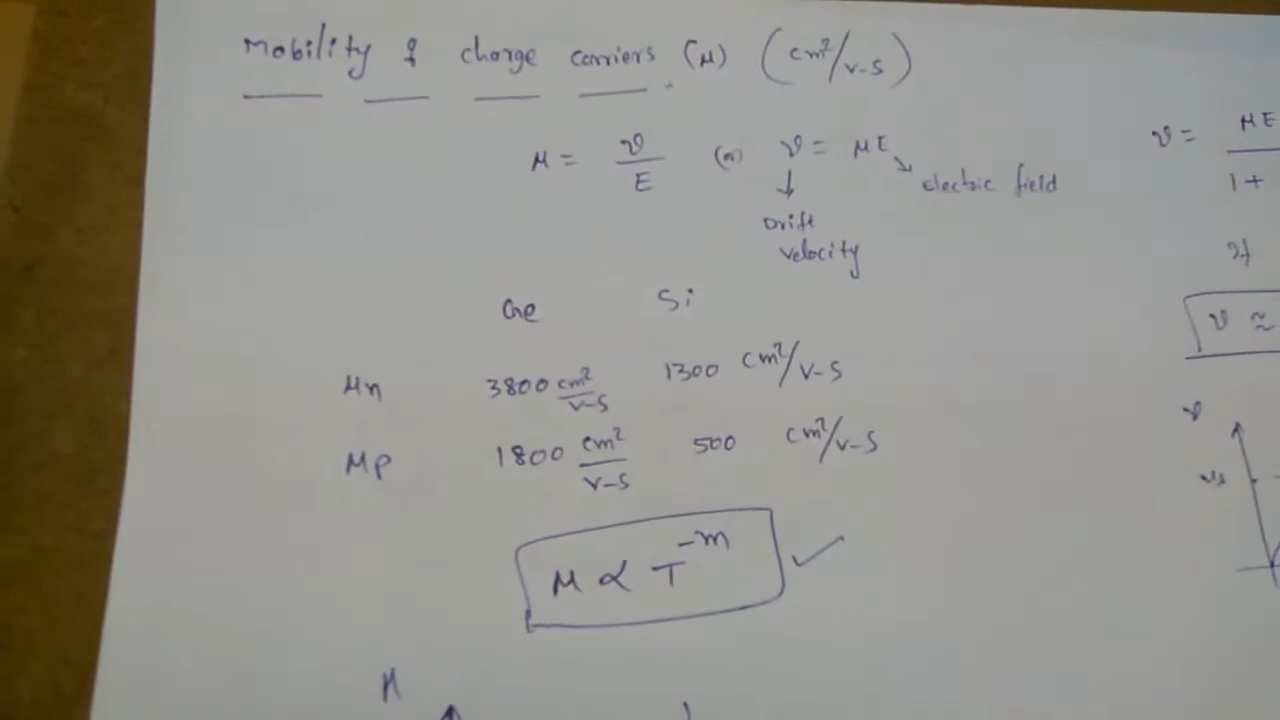 Mobility of charge carriers (μ) (cm²/v-s)
μ = v/E (or) v = μE
Drift velocity
electric field
Ge Si
μn 3800 cm²/v-s 1300 cm²/v-s
μp 1800 cm²/v-s 500 cm²/v-s
μ ∝ T^-m ✓
μ
v = μE
1+
If
v ≈
v
vs